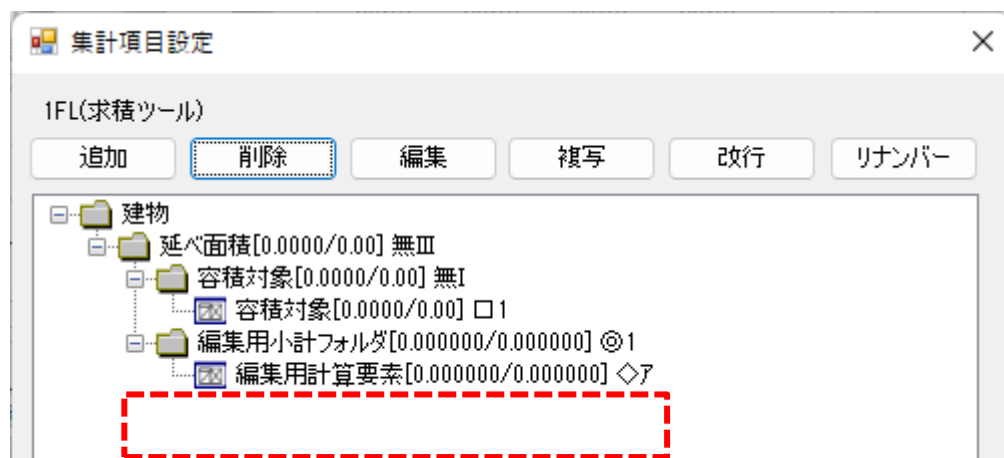 集計項目設定
1FL(求積ツール)
追加 削除 編集 複写 改行 リナンバー
建物
延べ面積[0.0000/0.00] 無Ⅲ
容積対象[0.0000/0.00] 無Ⅰ
容積対象[0.0000/0.00] □1
編集用小計フォルダ[0.000000/0.000000] ◎1
編集用計算要素[0.000000/0.000000] ◇ア